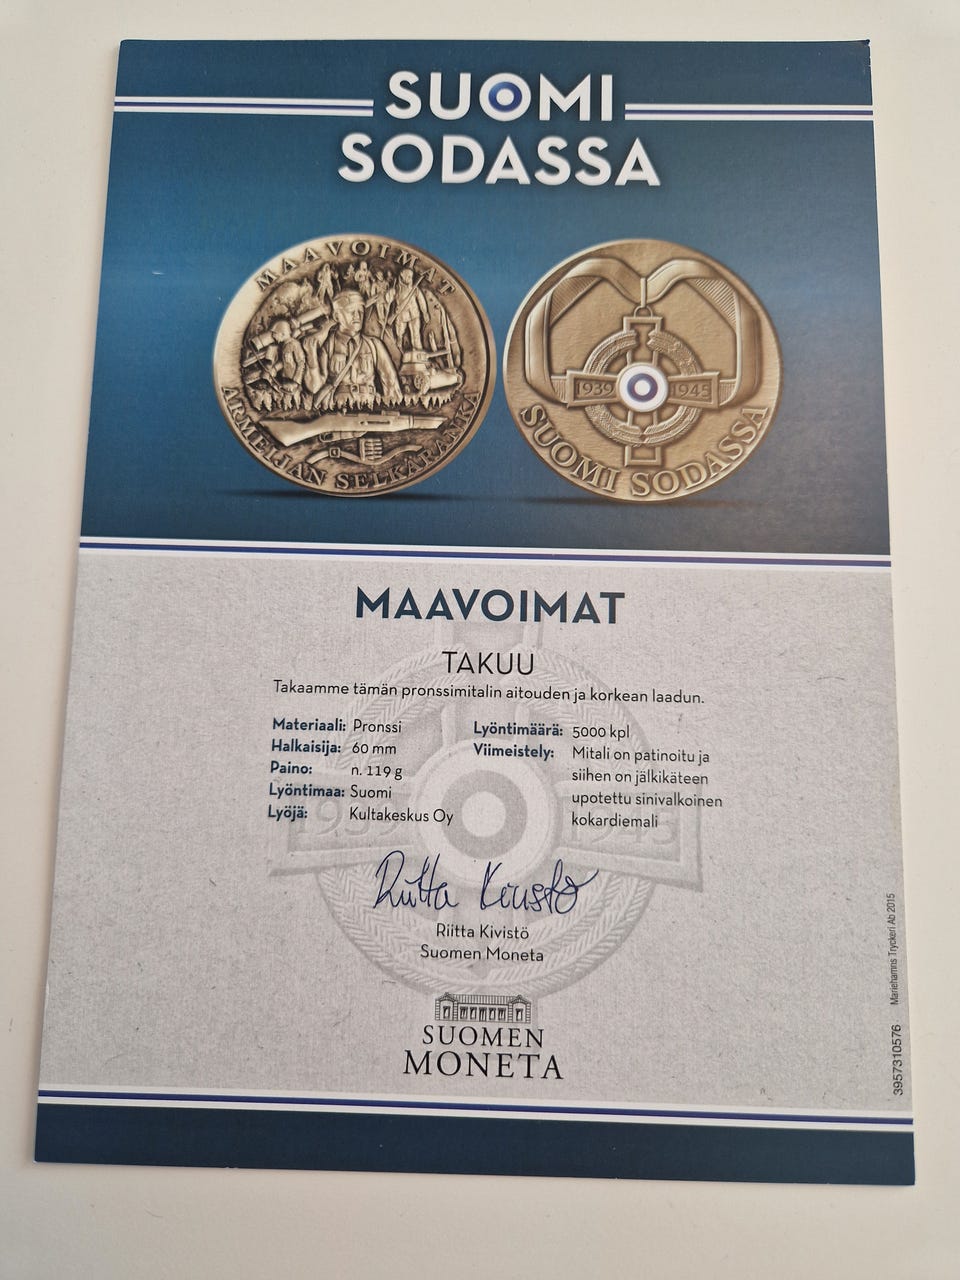 SUOMI
SODASSA
MAAVOIMAT
ARMEIJAN SELKÄRANKA
1939 1945
SUOMI SODASSA
MAAVOIMAT
TAKUU
Takaamme tämän pronssimitalin aitouden ja korkean laadun.
Materiaali: Pronssi
Halkaisija: 60 mm
Paino: n. 119 g
Lyöntimaa: Suomi
Lyöjä: Kultakeskus Oy
Lyöntimäärä: 5000 kpl
Viimeistely: Mitali on patinoitu ja
siihen on jälkikäteen
upotettu sinivalkoinen
kokardiemali
1939 1945
Riitta Kivistö
Riitta Kivistö
Suomen Moneta
SUOMEN
MONETA
3957310576 Mariehamns Tryckeri Ab 2015